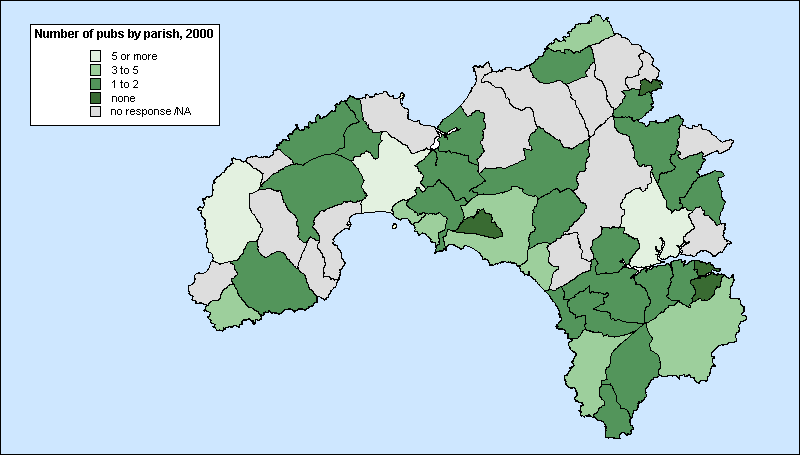 Number of pubs by parish, 2000
5 or more
3 to 5
1 to 2
none
no response /NA